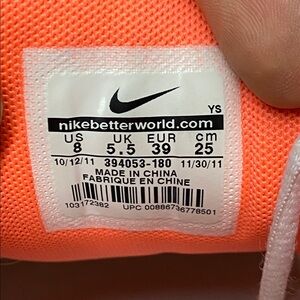 YS
nikebetterworld.com
US UK EUR cm
8 5.5 39 25
10/12/11 394053-180 11/30/11
MADE IN CHINA
FABRIQUE EN CHINE
103172382 UPC 00886736778501